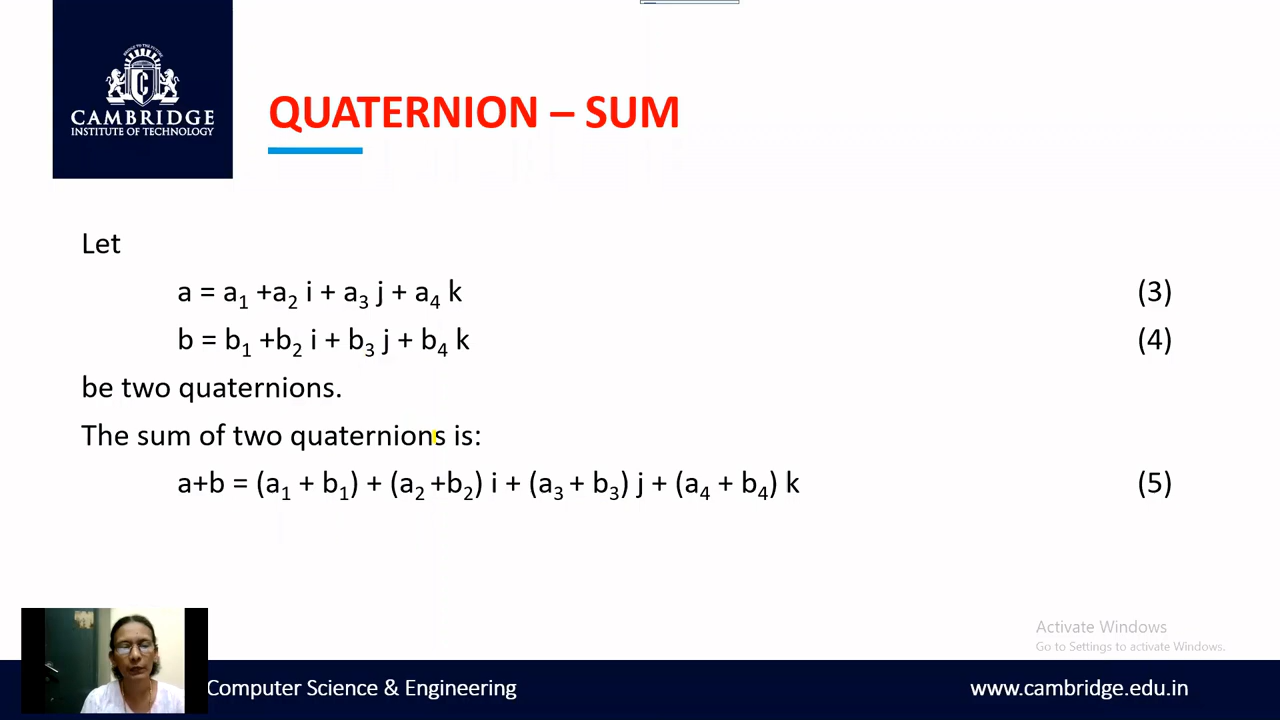 CAMBRIDGE
INSTITUTE OF TECHNOLOGY
QUATERNION – SUM
Let
a = a₁ +a₂ i + a₃ j + a₄ k (3)
b = b₁ +b₂ i + b₃ j + b₄ k (4)
be two quaternions.
The sum of two quaternions is:
a+b = (a₁ + b₁) + (a₂ +b₂) i + (a₃ + b₃) j + (a₄ + b₄) k (5)
Activate Windows
Go to Settings to activate Windows.
Computer Science & Engineering
www.cambridge.edu.in